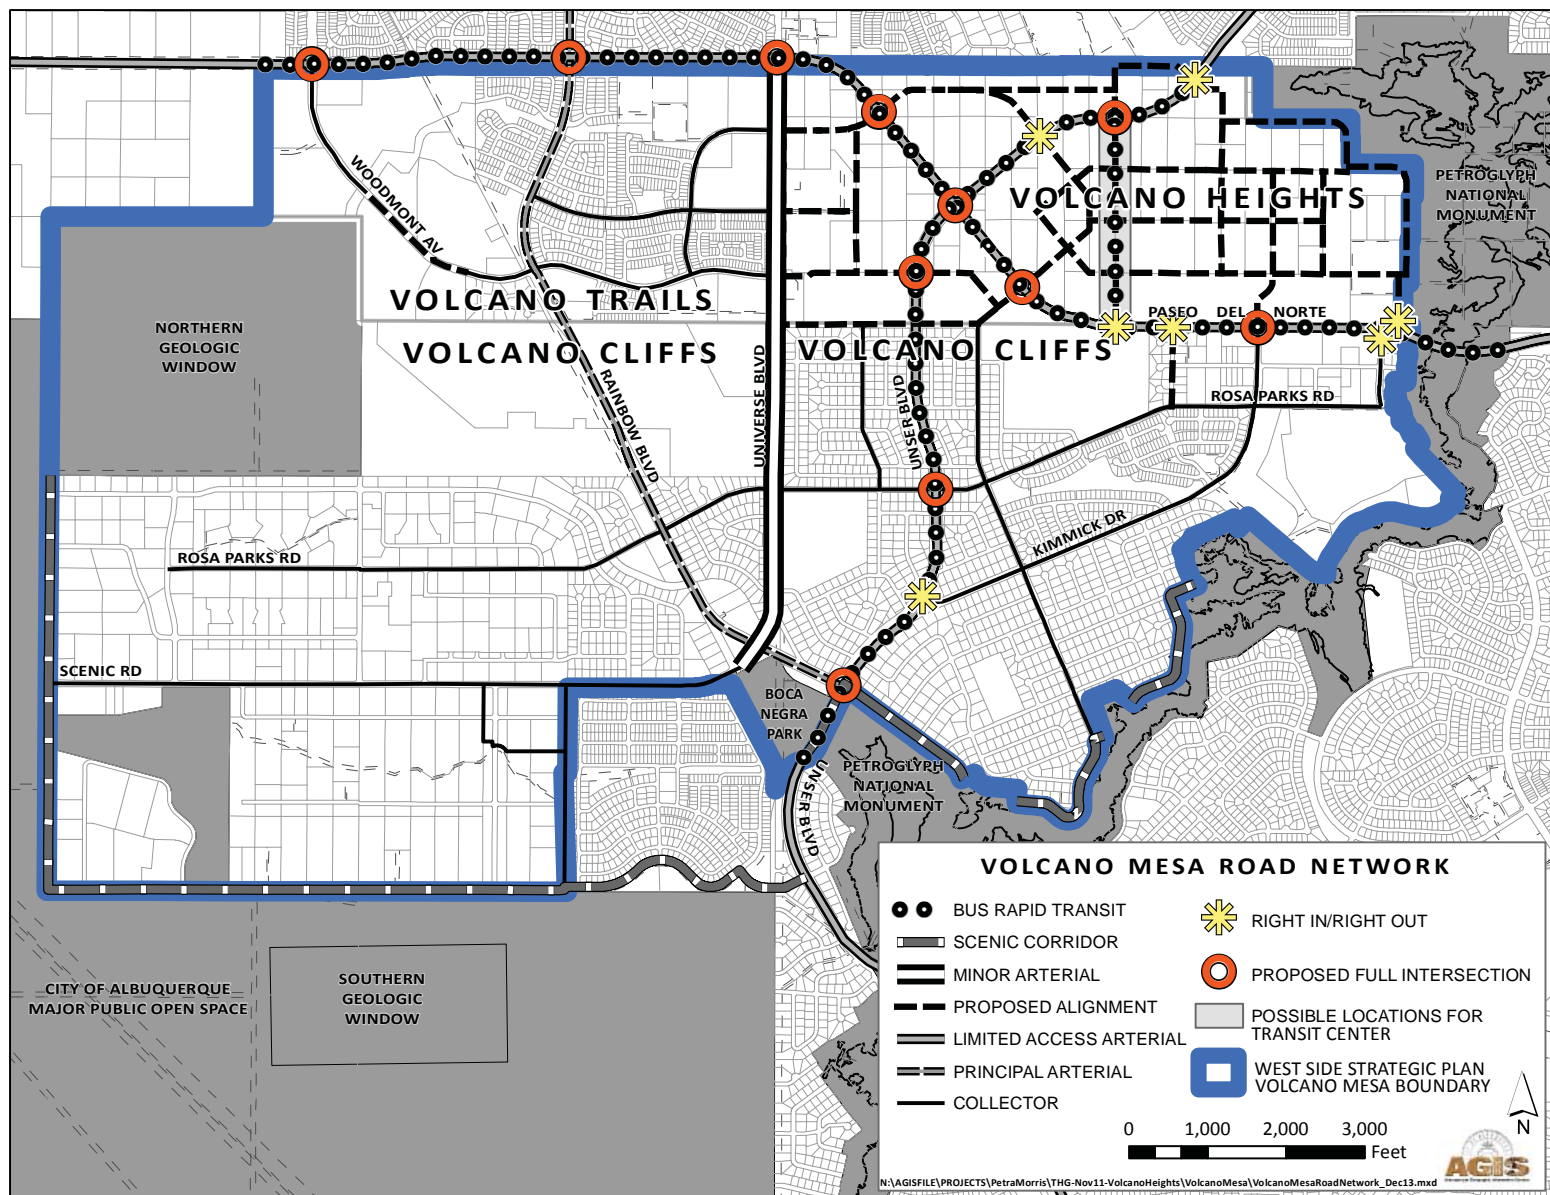 WOODMONT AV
VOLCANO HEIGHTS
PETROGLYPH
NATIONAL
MONUMENT
VOLCANO TRAILS
NORTHERN
GEOLOGIC
WINDOW
PASEO DEL NORTE
VOLCANO CLIFFS
VOLCANO CLIFFS
RAINBOW BLVD
UNIVERSE BLVD
UNSER BLVD
ROSA PARKS RD
KIMMICK DR
ROSA PARKS RD
SCENIC RD
BOCA
NEGRA
PARK
PETROGLYPH
NATIONAL
MONUMENT
UNSER BLVD
CITY OF ALBUQUERQUE
MAJOR PUBLIC OPEN SPACE
SOUTHERN
GEOLOGIC
WINDOW
VOLCANO MESA ROAD NETWORK
BUS RAPID TRANSIT
SCENIC CORRIDOR
MINOR ARTERIAL
PROPOSED ALIGNMENT
LIMITED ACCESS ARTERIAL
PRINCIPAL ARTERIAL
COLLECTOR
RIGHT IN/RIGHT OUT
PROPOSED FULL INTERSECTION
POSSIBLE LOCATIONS FOR
TRANSIT CENTER
WEST SIDE STRATEGIC PLAN
VOLCANO MESA BOUNDARY
0 1,000 2,000 3,000
Feet
N
AGIS
N:\AGISFILE\PROJECTS\PetraMorris\THG-Nov11-VolcanoHeights\VolcanoMesa\VolcanoMesaRoadNetwork_Dec13.mxd